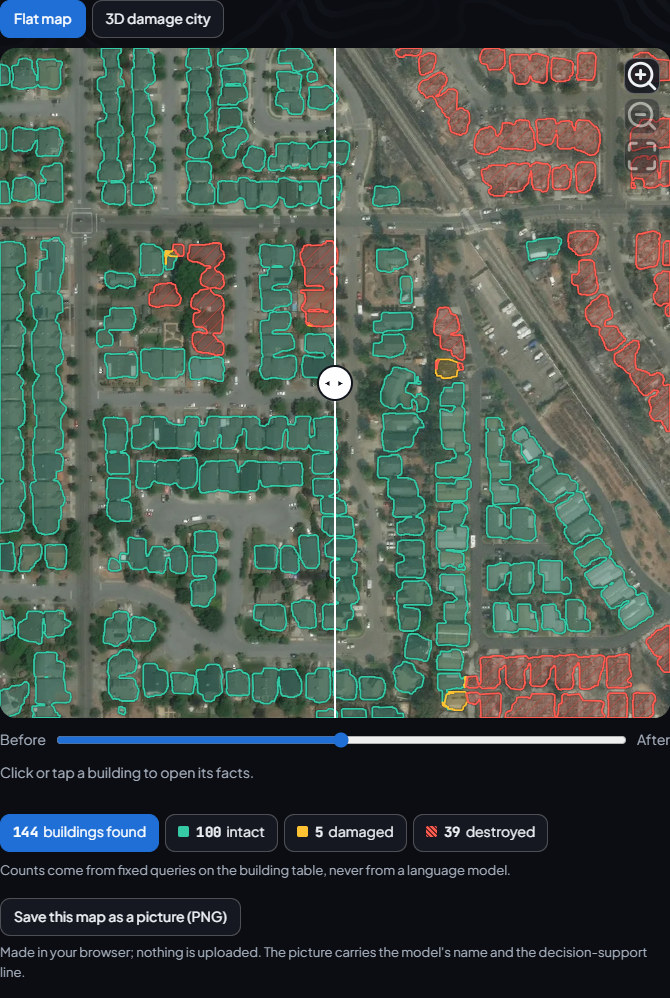 Flat map
3D damage city
Before
After
Click or tap a building to open its facts.
144 buildings found
100 intact
5 damaged
39 destroyed
Counts come from fixed queries on the building table, never from a language model.
Save this map as a picture (PNG)
Made in your browser; nothing is uploaded. The picture carries the model's name and the decision-support
line.